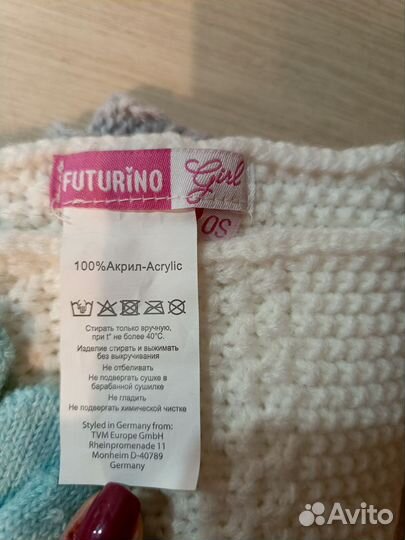 FUTURiNO Girl
OS
100%Акрил-Acrylic
Стирать только вручную,
при t° не более 40°C.
Изделие стирать и выжимать
без выкручивания
Не отбеливать
Не подвергать сушке в
барабанной сушилке
Не гладить
Не подвергать химической чистке
Styled in Germany from:
TVM Europe GmbH
Rheinpromenade 11
Monheim D-40789
Germany
Avito